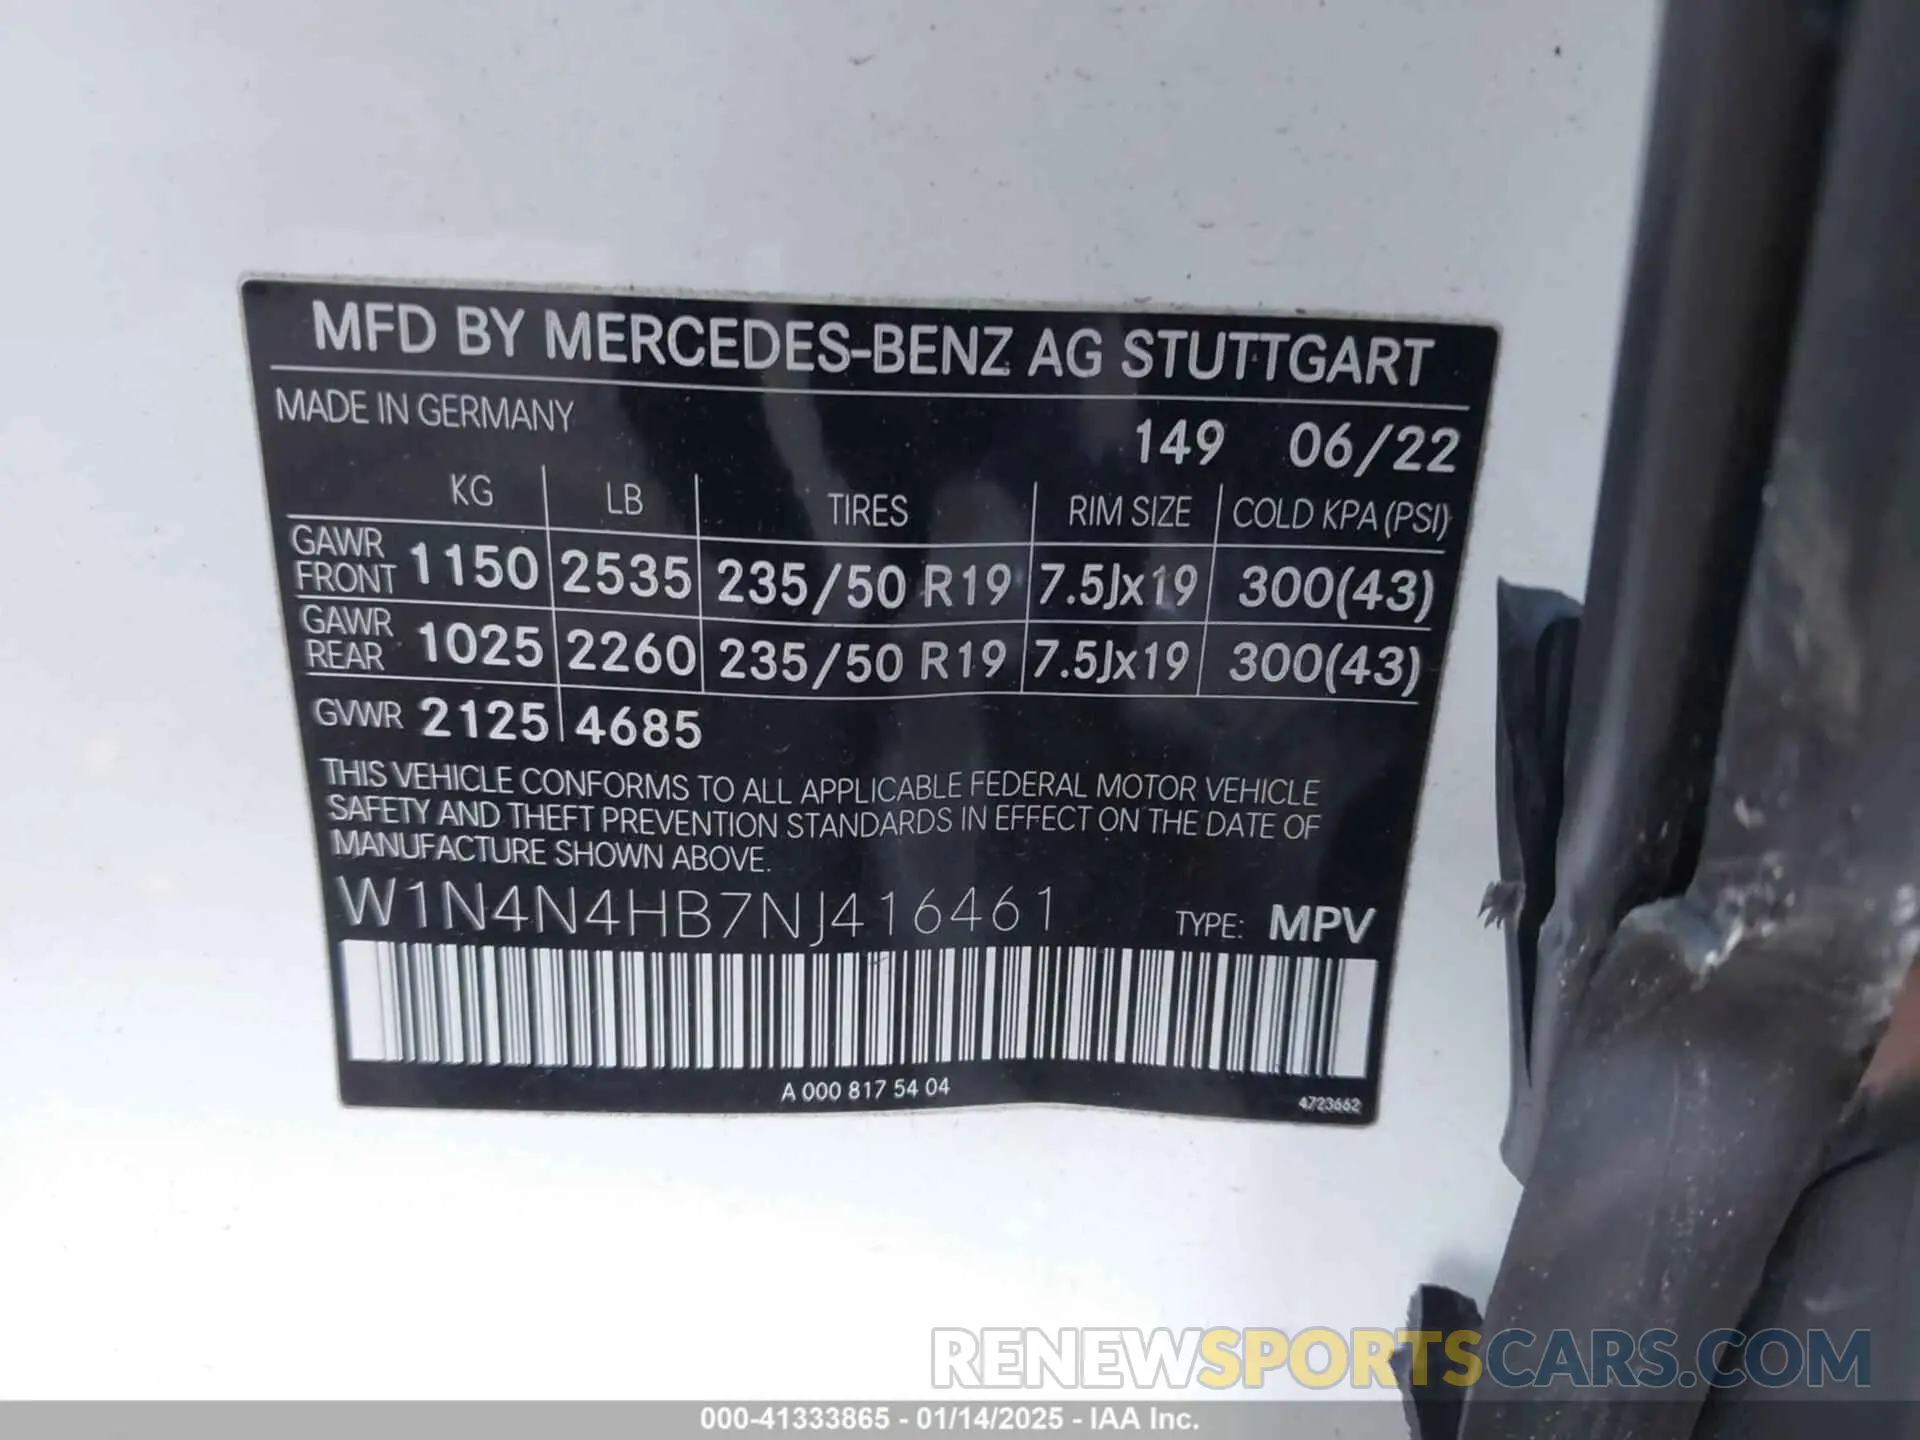 MFD BY MERCEDES-BENZ AG STUTTGART
MADE IN GERMANY
149 06/22
KG LB TIRES RIM SIZE COLD KPA (PSI)
GAWR FRONT 1150 2535 235/50 R19 7.5Jx19 300(43)
GAWR REAR 1025 2260 235/50 R19 7.5Jx19 300(43)
GVWR 2125 4685
THIS VEHICLE CONFORMS TO ALL APPLICABLE FEDERAL MOTOR VEHICLE
SAFETY AND THEFT PREVENTION STANDARDS IN EFFECT ON THE DATE OF
MANUFACTURE SHOWN ABOVE.
W1N4N4HB7NJ416461 TYPE: MPV
A 000 817 54 04
4723662
RENEWSPORTSCARS.COM
000-41333865 - 01/14/2025 - IAA Inc.